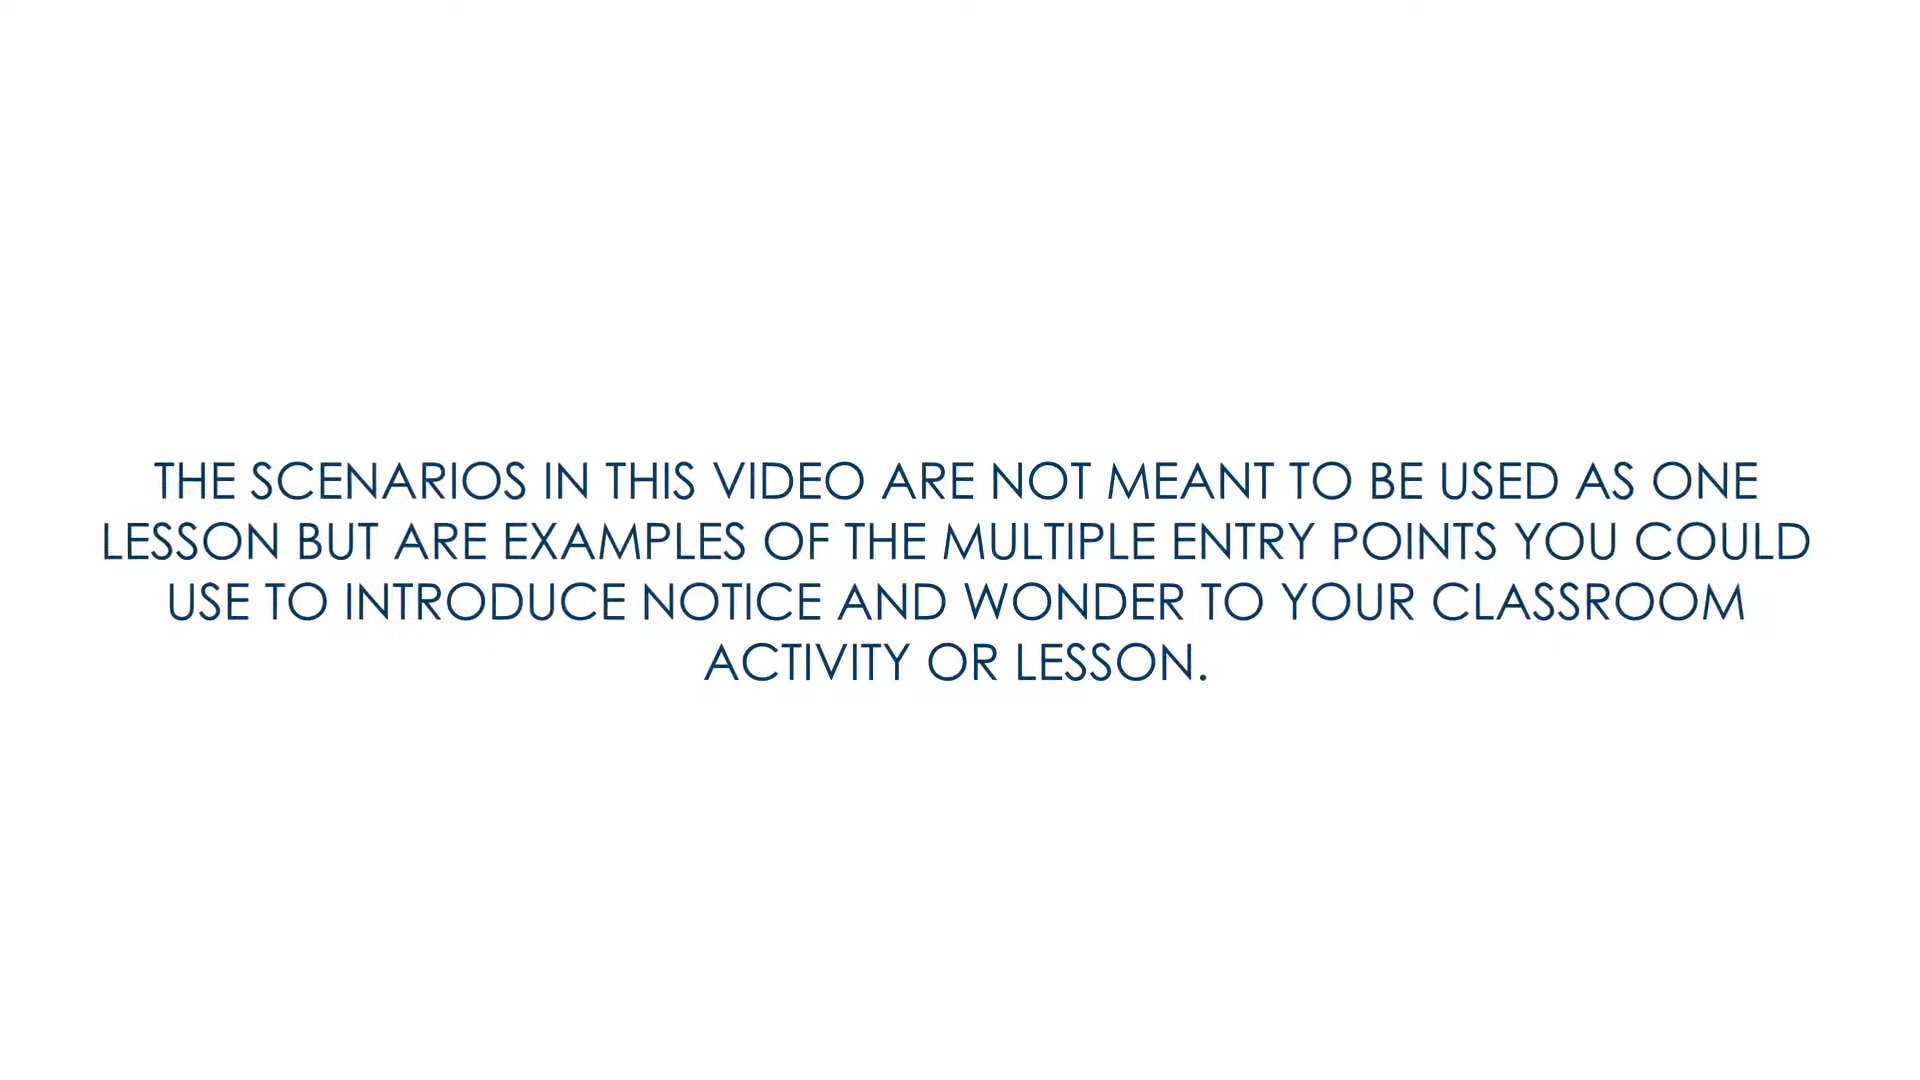 THE SCENARIOS IN THIS VIDEO ARE NOT MEANT TO BE USED AS ONE
LESSON BUT ARE EXAMPLES OF THE MULTIPLE ENTRY POINTS YOU COULD
USE TO INTRODUCE NOTICE AND WONDER TO YOUR CLASSROOM
ACTIVITY OR LESSON.